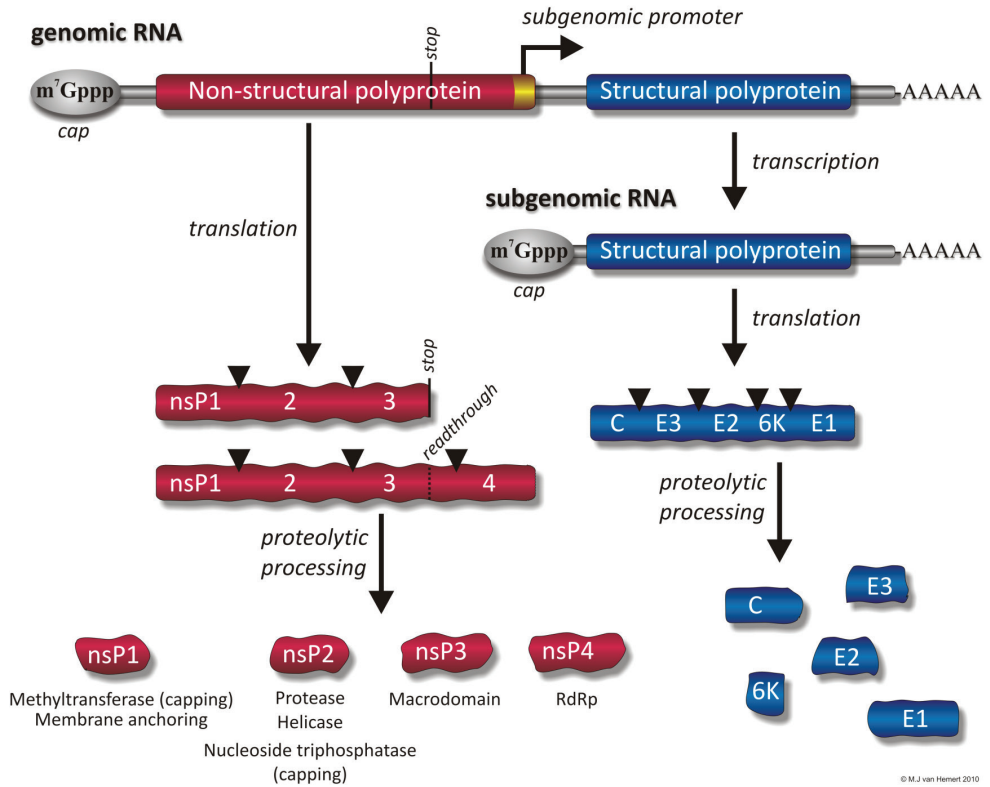 genomic RNA
subgenomic promoter
stop
m⁷Gppp
Non-structural polyprotein
Structural polyprotein
AAAAA
cap
transcription
subgenomic RNA
translation
m⁷Gppp
Structural polyprotein
AAAAA
cap
translation
stop
nsP1 2 3
readthrough
nsP1 2 3 4
C E3 E2 6K E1
proteolytic
processing
proteolytic
processing
C
E3
E2
6K
E1
nsP1
nsP2
nsP3
nsP4
Methyltransferase (capping)
Membrane anchoring
Protease
Helicase
Nucleoside triphosphatase
(capping)
Macrodomain
RdRp
© M.J van Hemert 2010